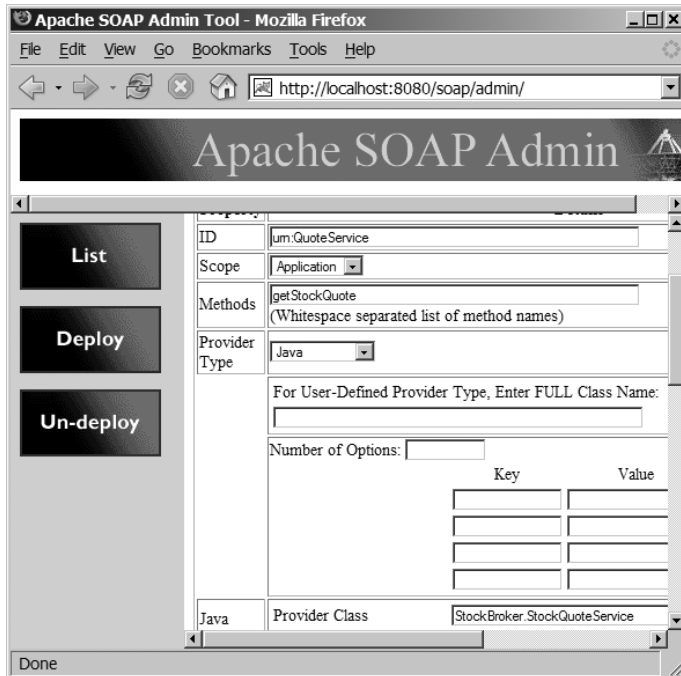 Apache SOAP Admin Tool - Mozilla Firefox
File Edit View Go Bookmarks Tools Help
http://localhost:8080/soap/admin/
Apache SOAP Admin
List
Deploy
Un-deploy
ID urn:QuoteService
Scope Application
Methods getStockQuote
(Whitespace separated list of method names)
Provider
Type Java
For User-Defined Provider Type, Enter FULL Class Name:
Number of Options:
Key Value
Java Provider Class StockBroker.StockQuoteService
Done